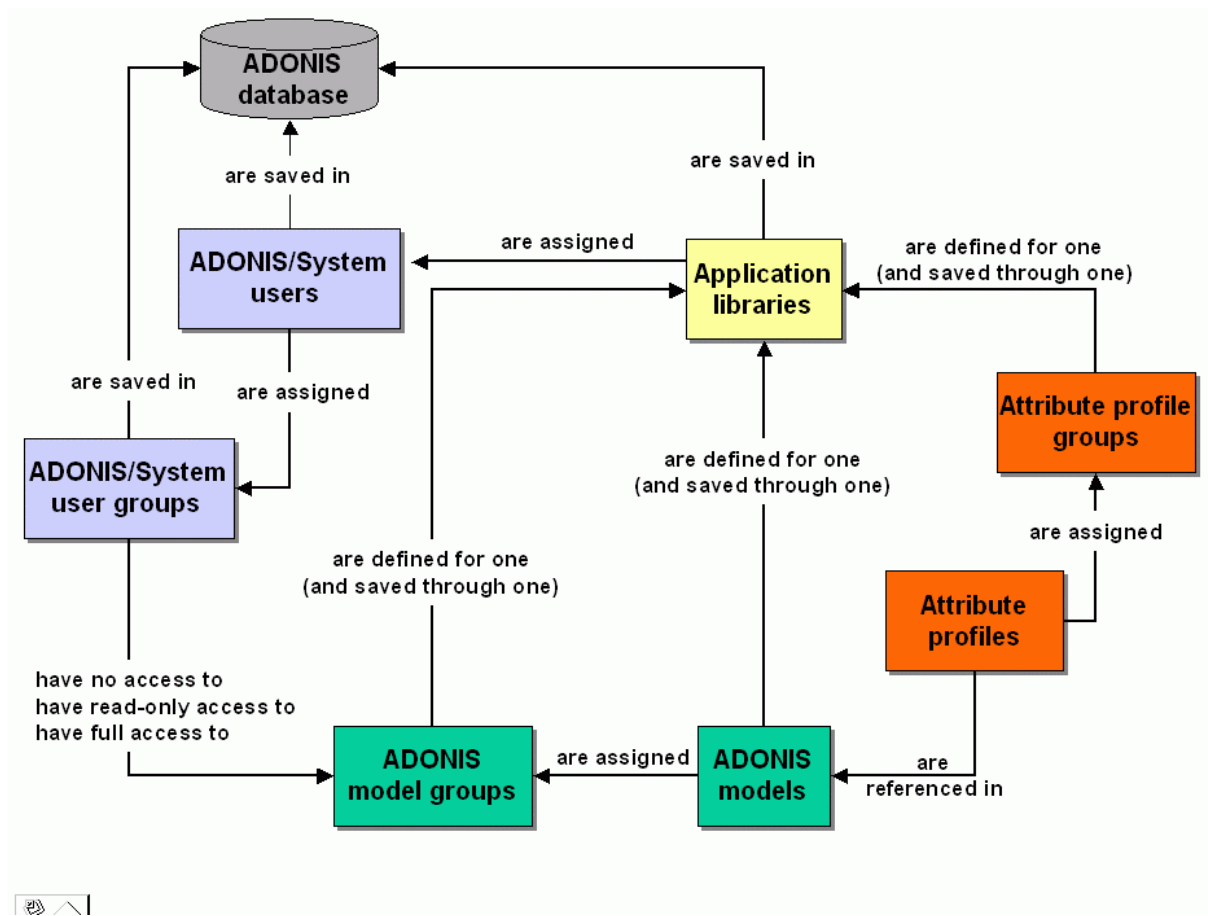 ADONIS
database
are saved in
are saved in
ADONIS/System
users
are assigned
Application
libraries
are defined for one
(and saved through one)
are saved in
are assigned
Attribute profile
groups
ADONIS/System
user groups
are defined for one
(and saved through one)
are assigned
are defined for one
(and saved through one)
Attribute
profiles
have no access to
have read-only access to
have full access to
ADONIS
model groups
are assigned
ADONIS
models
are
referenced in